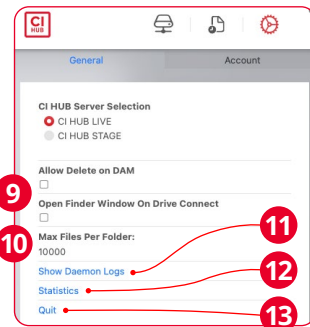 CI
HUB
General
Account
CI HUB Server Selection
CI HUB LIVE
CI HUB STAGE
Allow Delete on DAM
9
Open Finder Window On Drive Connect
10
Max Files Per Folder:
11
10000
Show Daemon Logs
12
Statistics
Quit
13